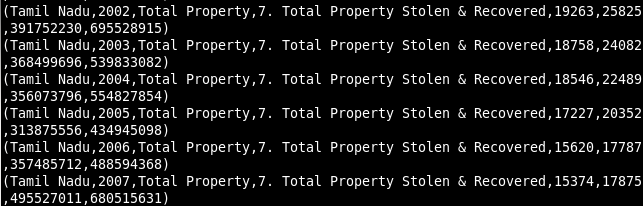 (Tamil Nadu,2002,Total Property,7. Total Property Stolen & Recovered,19263,25825
,391752230,695528915)
(Tamil Nadu,2003,Total Property,7. Total Property Stolen & Recovered,18758,24082
,368499696,539833082)
(Tamil Nadu,2004,Total Property,7. Total Property Stolen & Recovered,18546,22489
,356073796,554827854)
(Tamil Nadu,2005,Total Property,7. Total Property Stolen & Recovered,17227,20352
,313875556,434945098)
(Tamil Nadu,2006,Total Property,7. Total Property Stolen & Recovered,15620,17787
,357485712,488594368)
(Tamil Nadu,2007,Total Property,7. Total Property Stolen & Recovered,15374,17875
,495527011,680515631)